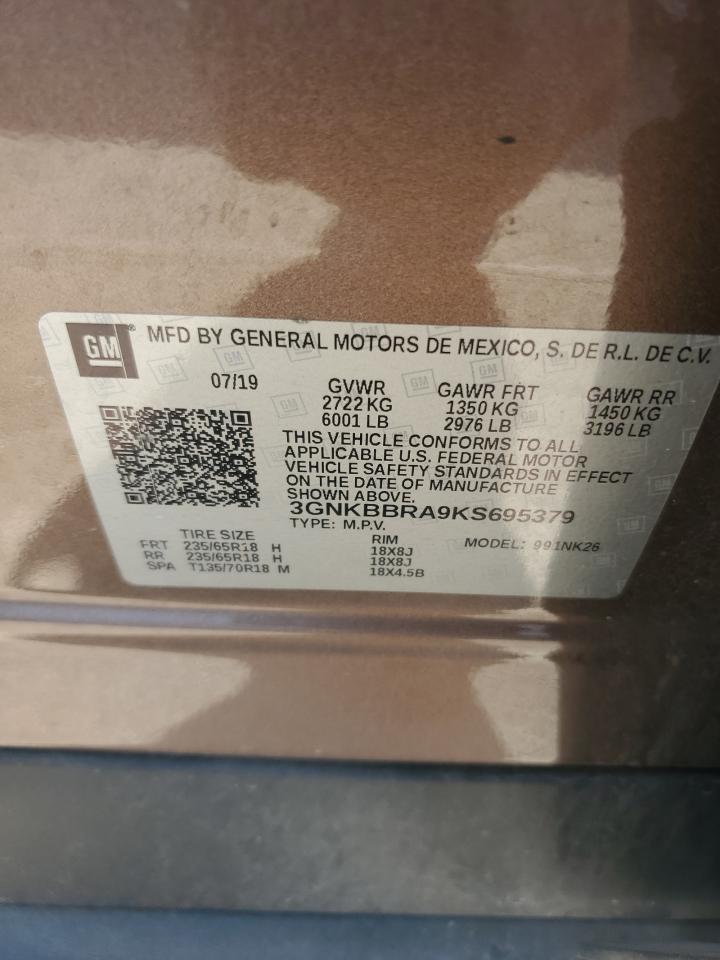 GM® MFD BY GENERAL MOTORS DE MEXICO, S. DE R.L. DE C.V.
07/19 GVWR GAWR FRT GAWR RR
2722 KG 1350 KG 1450 KG
6001 LB 2976 LB 3196 LB
THIS VEHICLE CONFORMS TO ALL
APPLICABLE U.S. FEDERAL MOTOR
VEHICLE SAFETY STANDARDS IN EFFECT
ON THE DATE OF MANUFACTURE
SHOWN ABOVE.
3GNKBBRA9KS695379
TYPE: M.P.V. MODEL: 991NK26
TIRE SIZE RIM
FRT 235/65R18 H 18X8J
RR 235/65R18 H 18X8J
SPA T135/70R18 M 18X4.5B